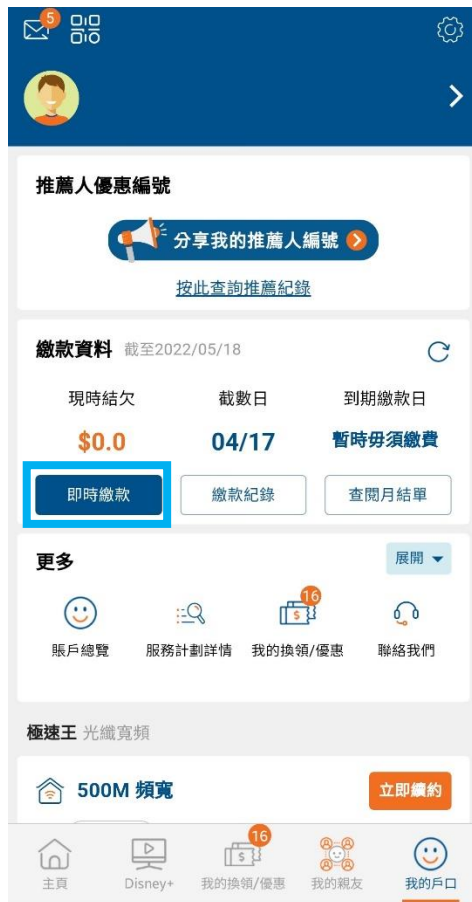 5
推薦人優惠編號
分享我的推薦人編號
按此查詢推薦紀錄
繳款資料 截至2022/05/18
現時結欠 截數日 到期繳款日
$0.0 04/17 暫時毋須繳費
即時繳款 繳款紀錄 查閱月結單
更多 展開
16
賬戶總覽 服務計劃詳情 我的換領/優惠 聯絡我們
極速王 光纖寬頻
500M 頻寬 立即續約
16
主頁 Disney+ 我的換領/優惠 我的親友 我的戶口